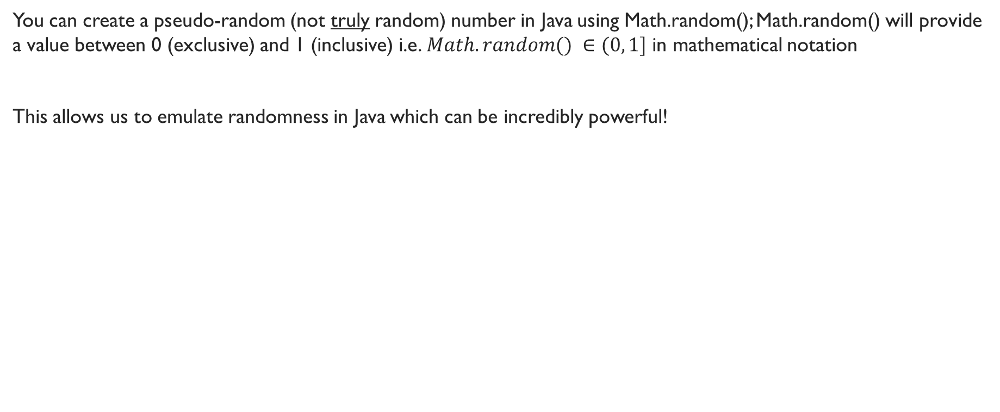 You can create a pseudo-random (not truly random) number in Java using Math.random(); Math.random() will provide
a value between 0 (exclusive) and 1 (inclusive) i.e. Math.random() ∈ (0,1] in mathematical notation
This allows us to emulate randomness in Java which can be incredibly powerful!